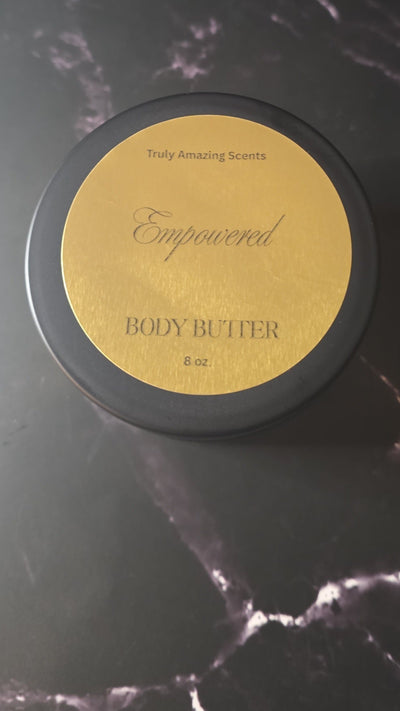 Truly Amazing Scents
Empowered
BODY BUTTER
8 oz.